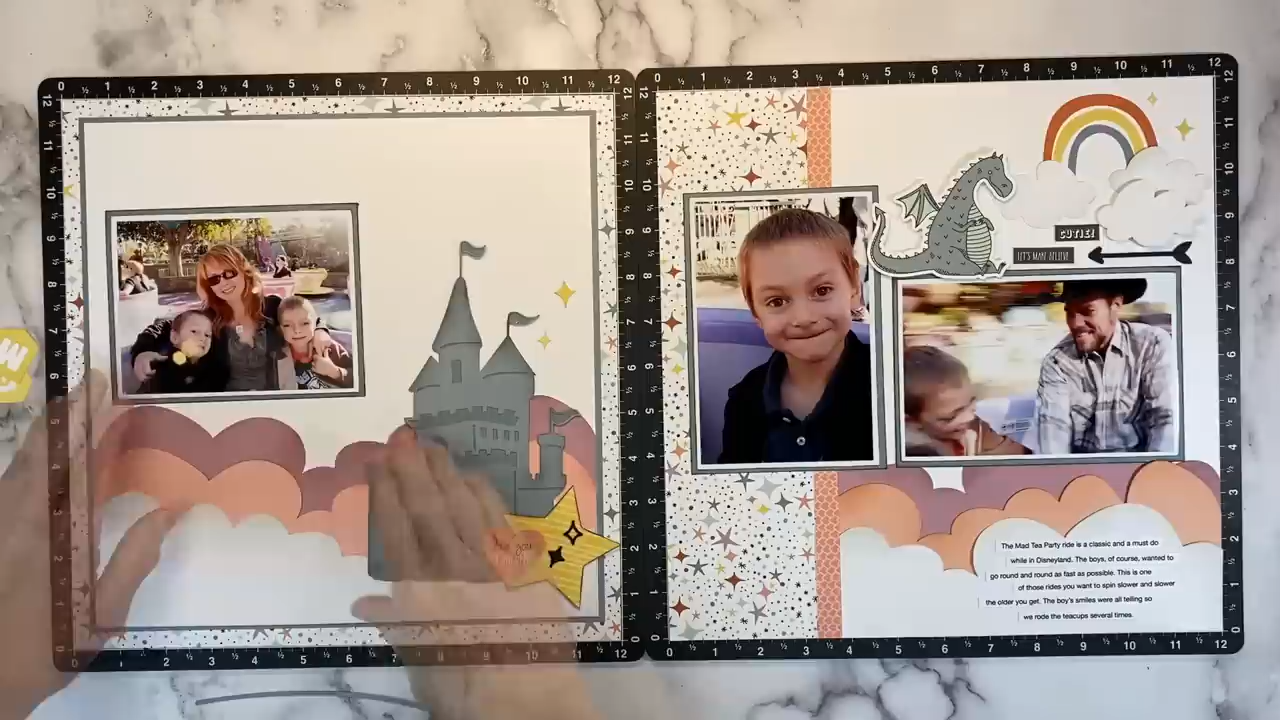 CUTIE!
LET'S MAKE BELIEVE
The Mad Tea Party ride is a classic and a must do
while in Disneyland. The boys, of course, wanted to
go round and round as fast as possible. This is one
of those rides you want to spin slower and slower
the older you get. The boy's smiles were all telling so
we rode the teacups several times.